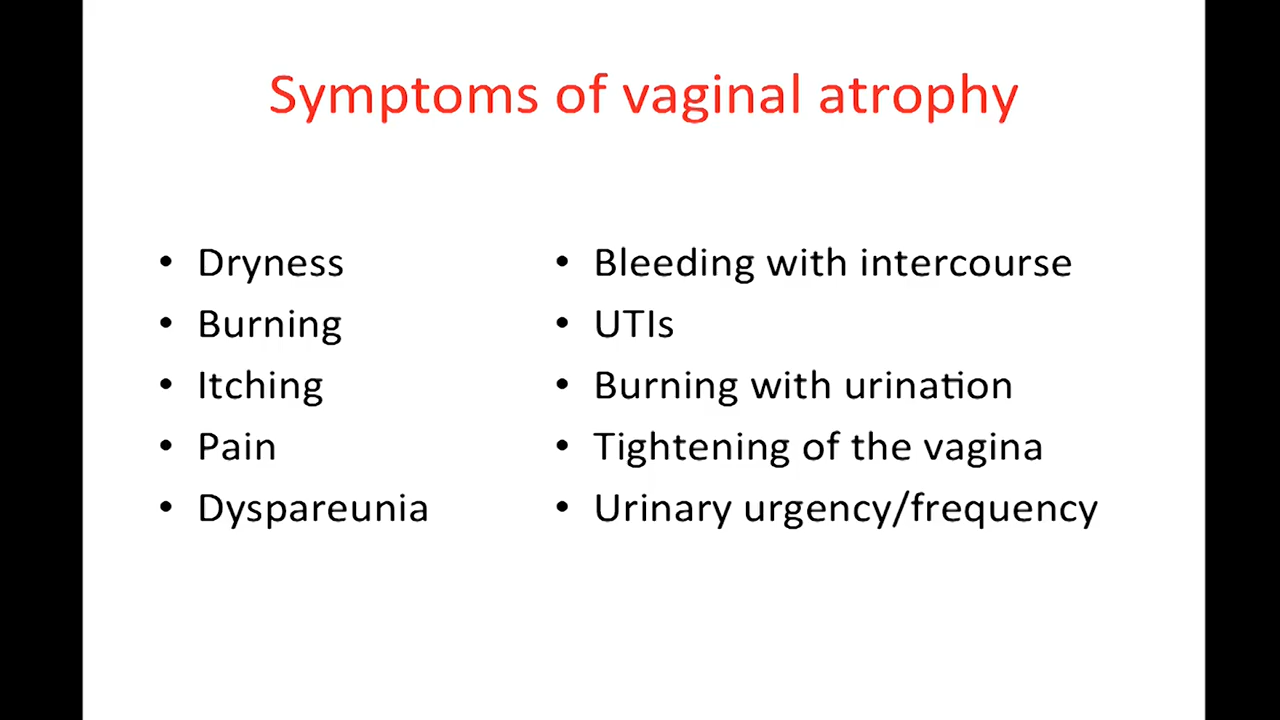 Symptoms of vaginal atrophy
• Dryness
• Burning
• Itching
• Pain
• Dyspareunia
• Bleeding with intercourse
• UTIs
• Burning with urination
• Tightening of the vagina
• Urinary urgency/frequency